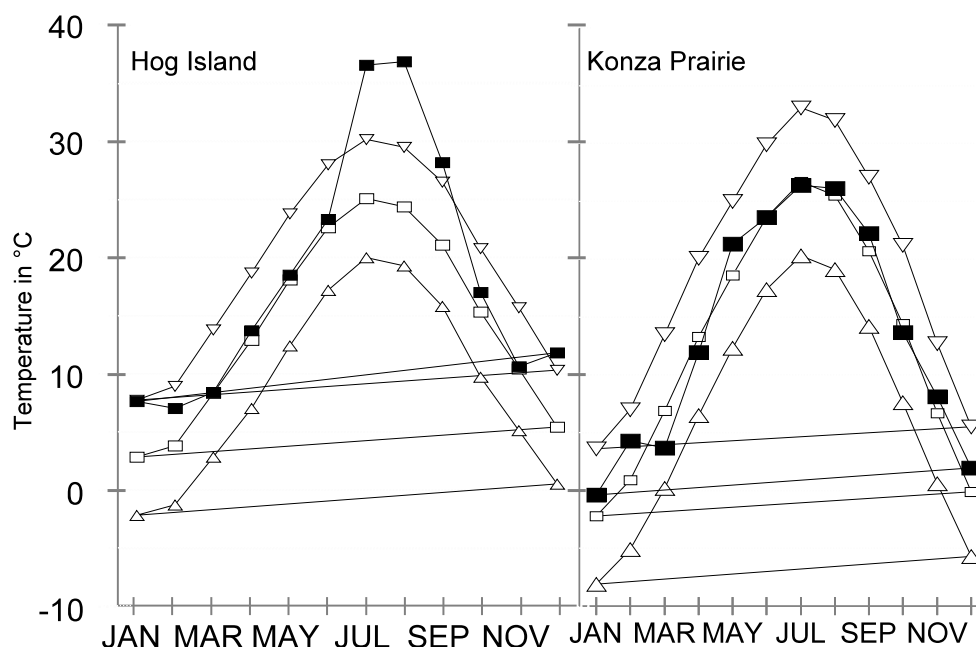 40
Hog Island
Konza Prairie
30
20
10
0
-10
Temperature in °C
JAN MAR MAY JUL SEP NOV
JAN MAR MAY JUL SEP NOV